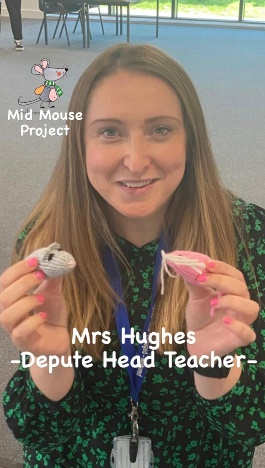 Mid Mouse
Project
Mrs Hughes
-Depute Head Teacher-